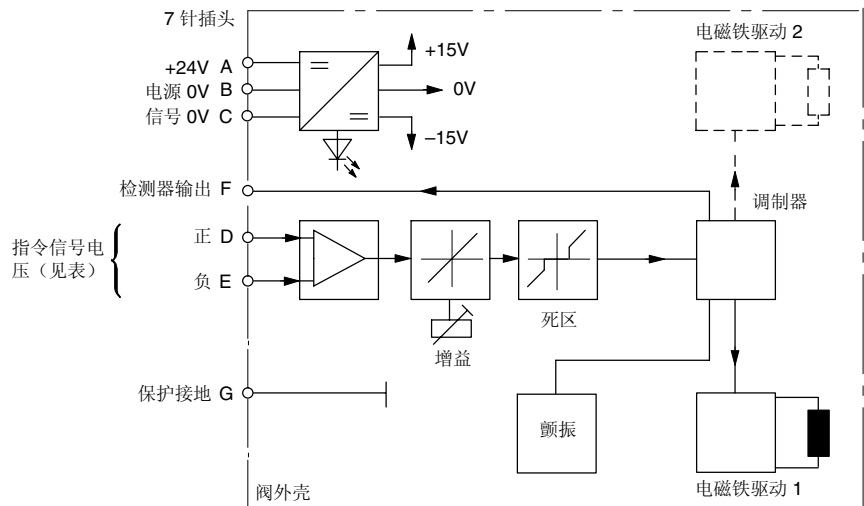 7 针插头
+24V A
电源 0V B
信号 0V C
+15V
0V
–15V
电磁铁驱动 2
检测器输出 F
调制器
指令信号电
压（见表）
正 D
负 E
增益
死区
保护接地 G
颤振
阀外壳
电磁铁驱动 1